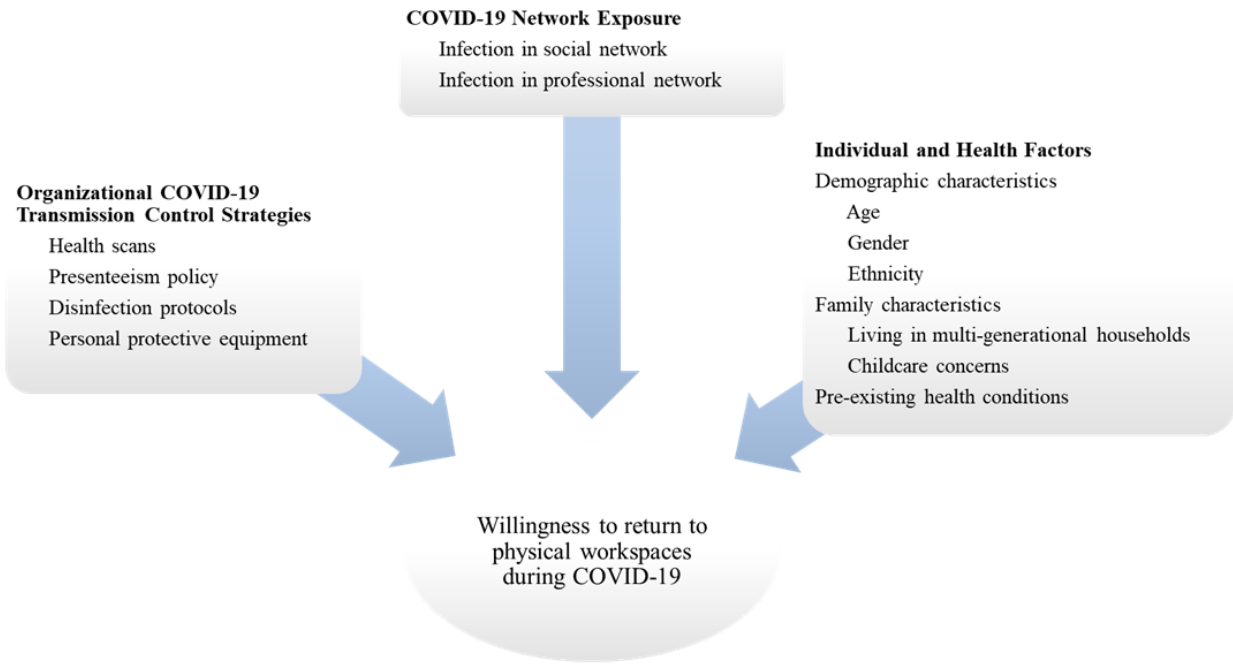 COVID-19 Network Exposure
Infection in social network
Infection in professional network
Organizational COVID-19
Transmission Control Strategies
Health scans
Presenteeism policy
Disinfection protocols
Personal protective equipment
Individual and Health Factors
Demographic characteristics
Age
Gender
Ethnicity
Family characteristics
Living in multi-generational households
Childcare concerns
Pre-existing health conditions
Willingness to return to
physical workspaces
during COVID-19